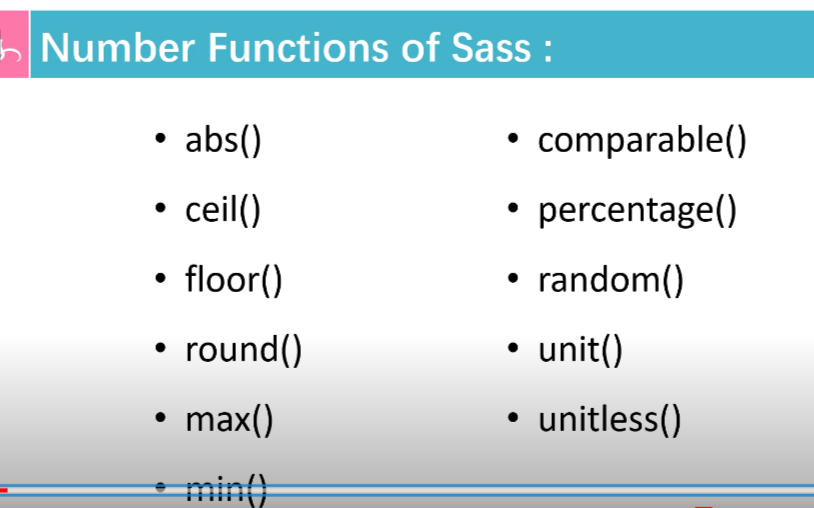 Number Functions of Sass :
• abs()
• ceil()
• floor()
• round()
• max()
• min()
• comparable()
• percentage()
• random()
• unit()
• unitless()